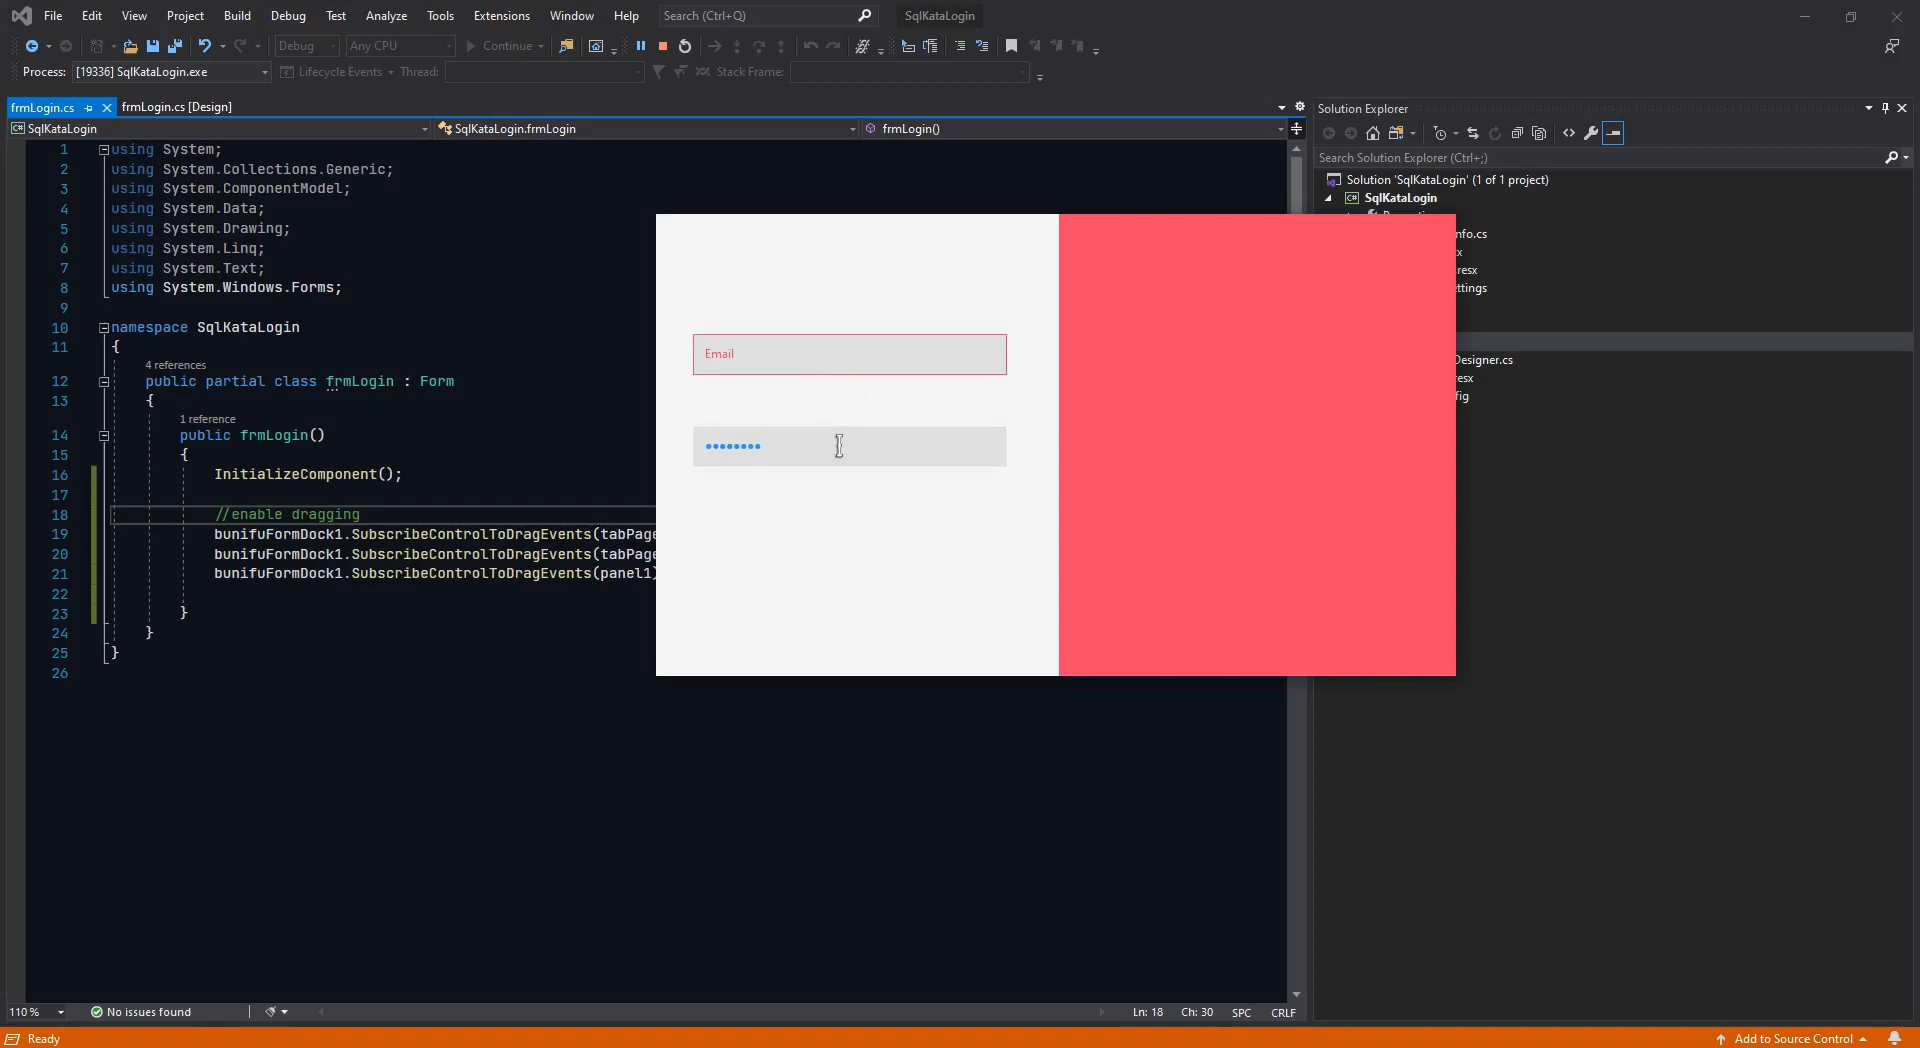 File Edit View Project Build Debug Test Analyze Tools Extensions Window Help Search (Ctrl+Q) SqlKataLogin
Debug Any CPU Continue
Process: [19336] SqlKataLogin.exe Lifecycle Events Thread: Stack Frame:
frmLogin.cs frmLogin.cs [Design]
C# SqlKataLogin SqlKataLogin.frmLogin frmLogin()
1 using System;
2 using System.Collections.Generic;
3 using System.ComponentModel;
4 using System.Data;
5 using System.Drawing;
6 using System.Linq;
7 using System.Text;
8 using System.Windows.Forms;
9
10 namespace SqlKataLogin
11 {
4 references
12 public partial class frmLogin : Form
13 {
1 reference
14 public frmLogin()
15 {
16 InitializeComponent();
17
18 //enable dragging
19 bunifuFormDock1.SubscribeControlToDragEvents(tabPage
20 bunifuFormDock1.SubscribeControlToDragEvents(tabPage
21 bunifuFormDock1.SubscribeControlToDragEvents(panel1)
22
23 }
24 }
25 }
26
Email
••••••••
Solution Explorer
Search Solution Explorer (Ctrl+;)
Solution 'SqlKataLogin' (1 of 1 project)
C# SqlKataLogin
nfo.cs
x
.resx
ttings
Designer.cs
resx
fig
110 % No issues found Ln: 18 Ch: 30 SPC CRLF
Ready Add to Source Control